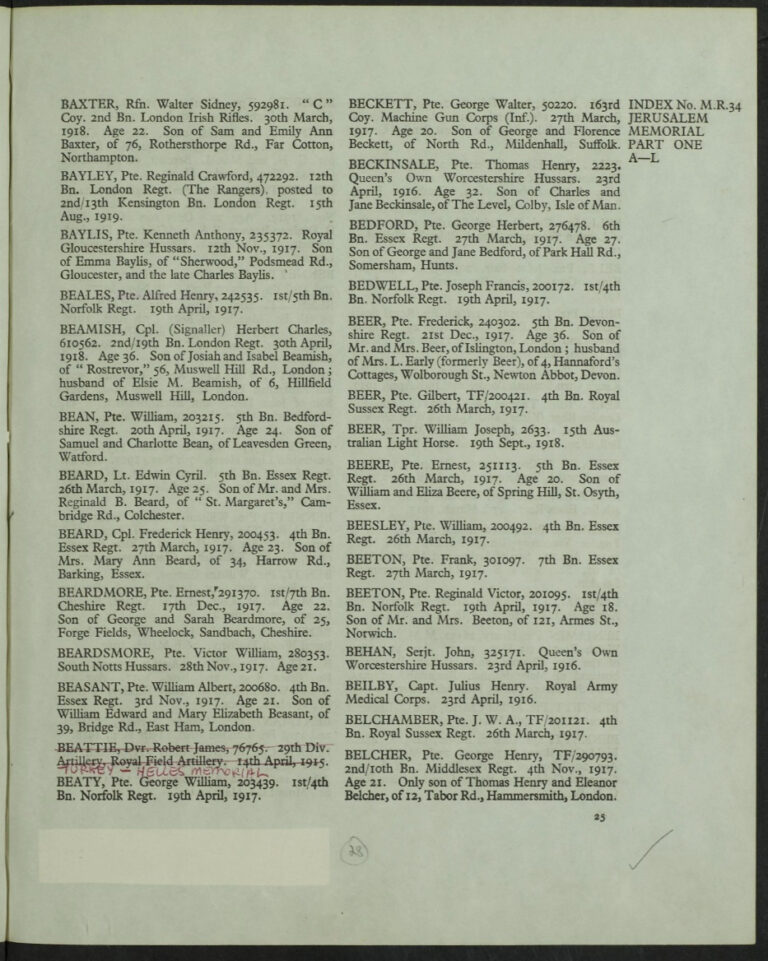 BAXTER, Rfn. Walter Sidney, 592981. "C"
Coy. 2nd Bn. London Irish Rifles. 30th March,
1918. Age 22. Son of Sam and Emily Ann
Baxter, of 76, Rothersthorpe Rd., Far Cotton,
Northampton.
BAYLEY, Pte. Reginald Crawford, 472292. 12th
Bn. London Regt. (The Rangers), posted to
2nd/13th Kensington Bn. London Regt. 15th
Aug., 1919.
BAYLIS, Pte. Kenneth Anthony, 235372. Royal
Gloucestershire Hussars. 12th Nov., 1917. Son
of Emma Baylis, of "Sherwood," Podsmead Rd.,
Gloucester, and the late Charles Baylis.
BEALES, Pte. Alfred Henry, 242535. 1st/5th Bn.
Norfolk Regt. 19th April, 1917.
BEAMISH, Cpl. (Signaller) Herbert Charles,
610562. 2nd/19th Bn. London Regt. 30th April,
1918. Age 36. Son of Josiah and Isabel Beamish,
of "Rostrevor," 56, Muswell Hill Rd., London;
husband of Elsie M. Beamish, of 6, Hillfield
Gardens, Muswell Hill, London.
BEAN, Pte. William, 203215. 5th Bn. Bedford-
shire Regt. 20th April, 1917. Age 24. Son of
Samuel and Charlotte Bean, of Leavesden Green,
Watford.
BEARD, Lt. Edwin Cyril. 5th Bn. Essex Regt.
26th March, 1917. Age 25. Son of Mr. and Mrs.
Reginald B. Beard, of "St. Margaret's," Cam-
bridge Rd., Colchester.
BEARD, Cpl. Frederick Henry, 200453. 4th Bn.
Essex Regt. 27th March, 1917. Age 23. Son of
Mrs. Mary Ann Beard, of 34, Harrow Rd.,
Barking, Essex.
BEARDMORE, Pte. Ernest, 291370. 1st/7th Bn.
Cheshire Regt. 17th Dec., 1917. Age 22.
Son of George and Sarah Beardmore, of 25,
Forge Fields, Wheelock, Sandbach, Cheshire.
BEARDSMORE, Pte. Victor William, 280353.
South Notts Hussars. 28th Nov., 1917. Age 21.
BEASANT, Pte. William Albert, 200680. 4th Bn.
Essex Regt. 3rd Nov., 1917. Age 21. Son of
William Edward and Mary Elizabeth Beasant, of
39, Bridge Rd., East Ham, London.
BEATTIE, Dvr. Robert James, 76765. 29th Div.
Artillery, Royal Field Artillery. 14th April, 1915.
TURKEY - HELLES MEMORIAL
BEATY, Pte. George William, 203439. 1st/4th
Bn. Norfolk Regt. 19th April, 1917.
BECKETT, Pte. George Walter, 50220. 163rd
Coy. Machine Gun Corps (Inf.). 27th March,
1917. Age 20. Son of George and Florence
Beckett, of North Rd., Mildenhall, Suffolk.
BECKINSALE, Pte. Thomas Henry, 2223.
Queen's Own Worcestershire Hussars. 23rd
April, 1916. Age 32. Son of Charles and
Jane Beckinsale, of The Level, Colby, Isle of Man.
BEDFORD, Pte. George Herbert, 276478. 6th
Bn. Essex Regt. 27th March, 1917. Age 27.
Son of George and Jane Bedford, of Park Hall Rd.,
Somersham, Hunts.
BEDWELL, Pte. Joseph Francis, 200172. 1st/4th
Bn. Norfolk Regt. 19th April, 1917.
BEER, Pte. Frederick, 240302. 5th Bn. Devon-
shire Regt. 21st Dec., 1917. Age 36. Son of
Mr. and Mrs. Beer, of Islington, London; husband
of Mrs. L. Early (formerly Beer), of 4, Hannaford's
Cottages, Wolborough St., Newton Abbot, Devon.
BEER, Pte. Gilbert, TF/200421. 4th Bn. Royal
Sussex Regt. 26th March, 1917.
BEER, Tpr. William Joseph, 2633. 15th Aus-
tralian Light Horse. 19th Sept., 1918.
BEERE, Pte. Ernest, 251113. 5th Bn. Essex
Regt. 26th March, 1917. Age 20. Son of
William and Eliza Beere, of Spring Hill, St. Osyth,
Essex.
BEESLEY, Pte. William, 200492. 4th Bn. Essex
Regt. 26th March, 1917.
BEETON, Pte. Frank, 301097. 7th Bn. Essex
Regt. 27th March, 1917.
BEETON, Pte. Reginald Victor, 201095. 1st/4th
Bn. Norfolk Regt. 19th April, 1917. Age 18.
Son of Mr. and Mrs. Beeton, of 121, Armes St.,
Norwich.
BEHAN, Serjt. John, 325171. Queen's Own
Worcestershire Hussars. 23rd April, 1916.
BEILBY, Capt. Julius Henry. Royal Army
Medical Corps. 23rd April, 1916.
BELCHAMBER, Pte. J. W. A., TF/201121. 4th
Bn. Royal Sussex Regt. 26th March, 1917.
BELCHER, Pte. George Henry, TF/290793.
2nd/10th Bn. Middlesex Regt. 4th Nov., 1917.
Age 21. Only son of Thomas Henry and Eleanor
Belcher, of 12, Tabor Rd., Hammersmith, London.
INDEX No. M.R.34
JERUSALEM
MEMORIAL
PART ONE
A—L
25
28